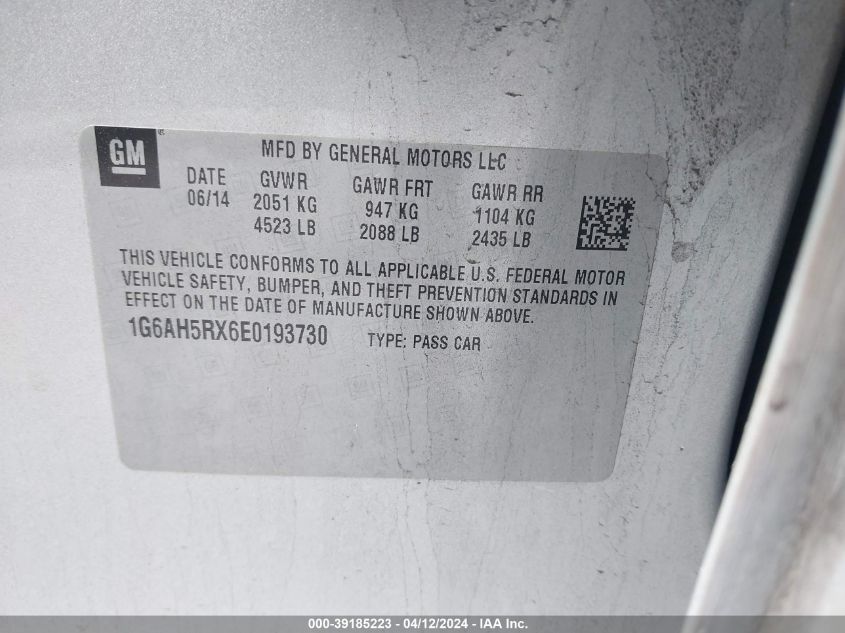 GM ®
MFD BY GENERAL MOTORS LLC
DATE GVWR GAWR FRT GAWR RR
06/14 2051 KG 947 KG 1104 KG
4523 LB 2088 LB 2435 LB
THIS VEHICLE CONFORMS TO ALL APPLICABLE U.S. FEDERAL MOTOR
VEHICLE SAFETY, BUMPER, AND THEFT PREVENTION STANDARDS IN
EFFECT ON THE DATE OF MANUFACTURE SHOWN ABOVE.
1G6AH5RX6E0193730 TYPE: PASS CAR
000-39185223 - 04/12/2024 - IAA Inc.